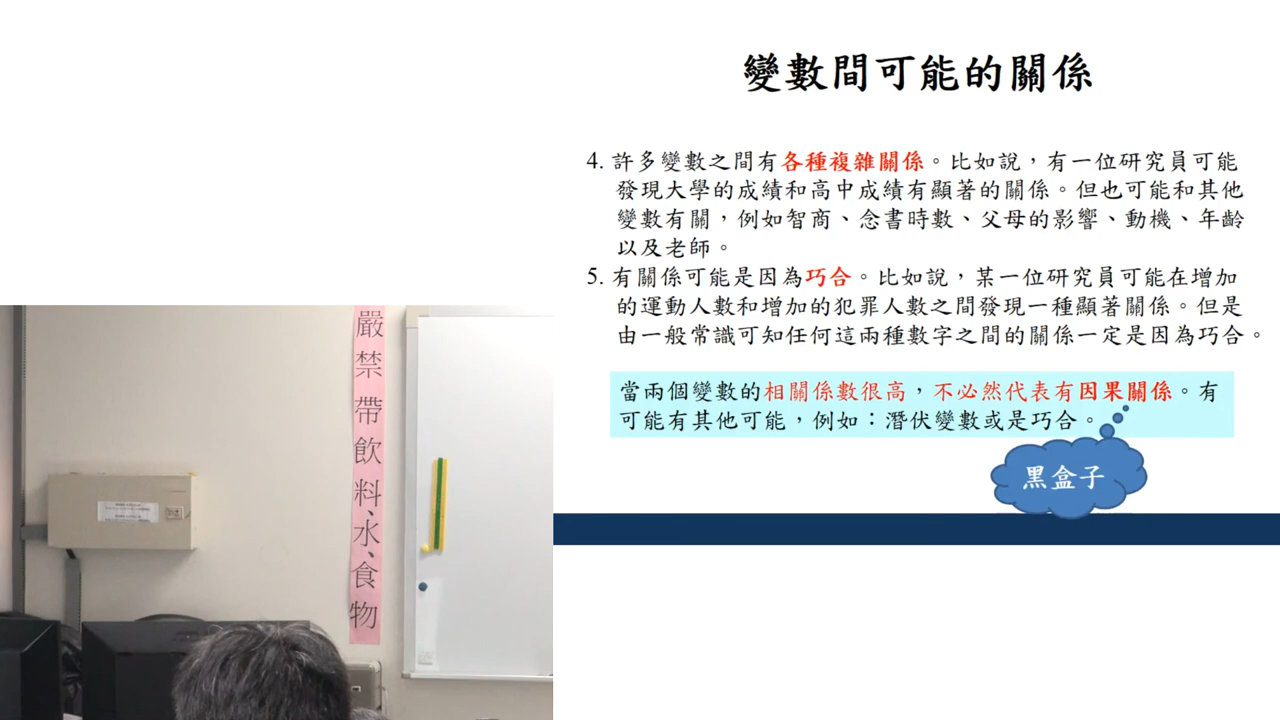 變數間可能的關係
4. 許多變數之間有各種複雜關係。比如說，有一位研究員可能
發現大學的成績和高中成績有顯著的關係。但也可能和其他
變數有關，例如智商、念書時數、父母的影響、動機、年齡
以及老師。
5. 有關係可能是因為巧合。比如說，某一位研究員可能在增加
的運動人數和增加的犯罪人數之間發現一種顯著關係。但是
由一般常識可知任何這兩種數字之間的關係一定是因為巧合。
當兩個變數的相關係數很高，不必然代表有因果關係。有
可能有其他可能，例如：潛伏變數或是巧合。
黑盒子
嚴禁帶飲料、水、食物